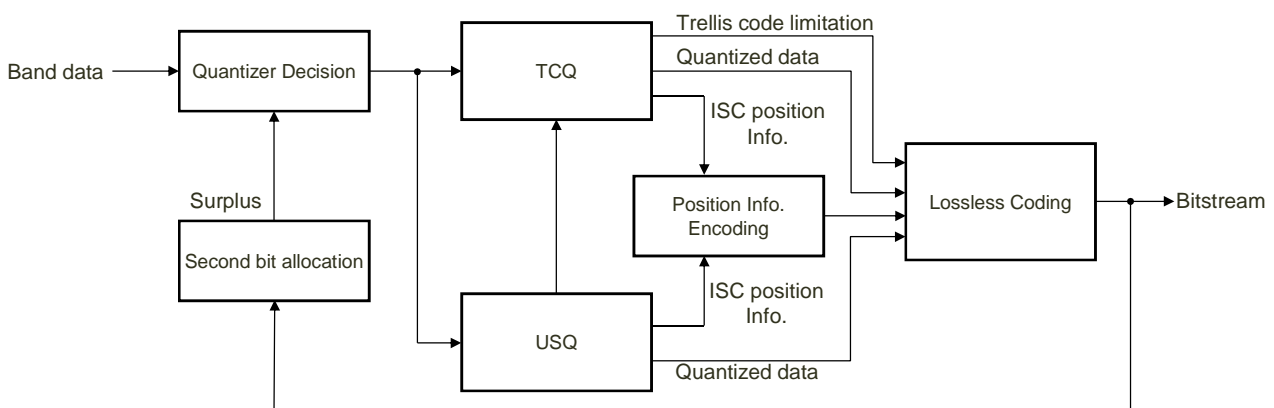 Trellis code limitation
Quantized data
Band data
Quantizer Decision
TCQ
ISC position
Info.
Surplus
Position Info.
Encoding
Lossless Coding
Bitstream
Second bit allocation
ISC position
Info.
USQ
Quantized data